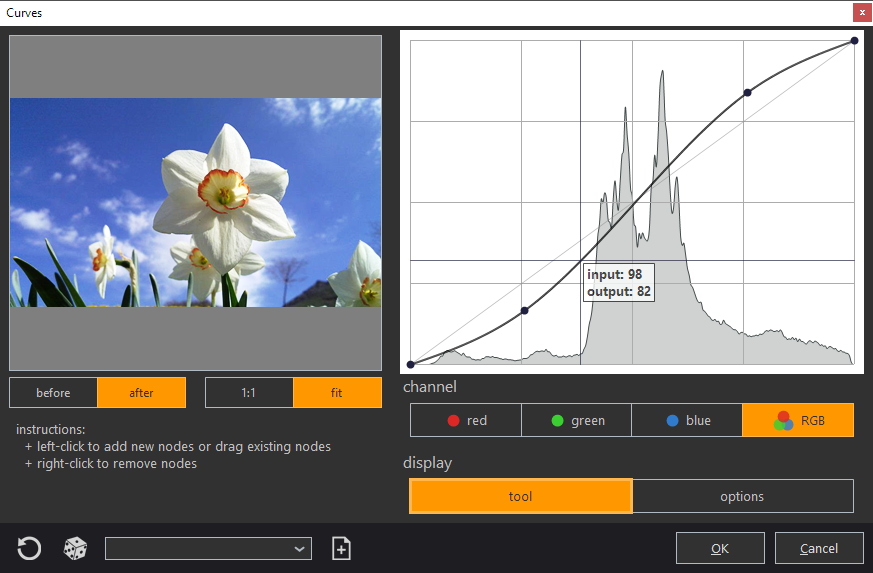 Curves
x
input: 98
output: 82
before
after
1:1
fit
instructions:
+ left-click to add new nodes or drag existing nodes
+ right-click to remove nodes
channel
red
green
blue
RGB
display
tool
options
OK
Cancel